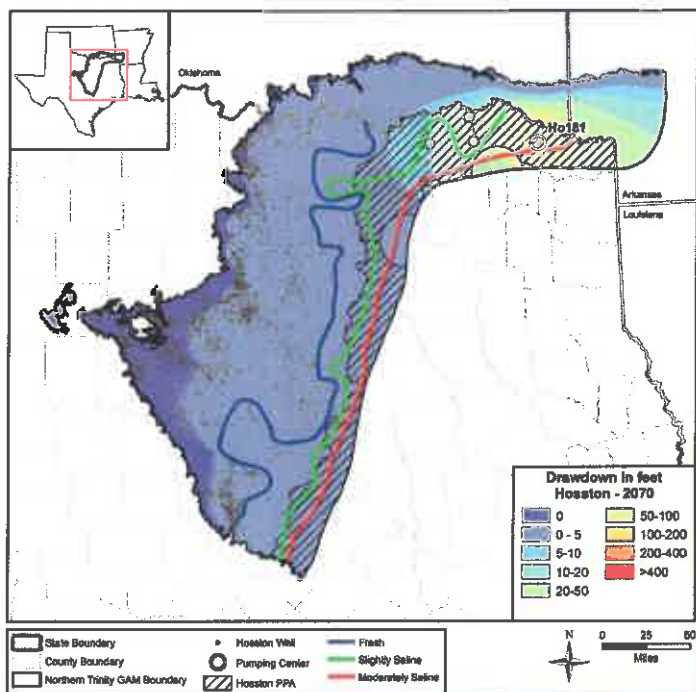 Oklahoma
Ho181
Arkansas
Louisiana
Drawdown in feet
Hosston - 2070
0
0 - 5
5-10
10-20
20-50
50-100
100-200
200-400
>400
State Boundary
County Boundary
Northern Trinity GAM Boundary
Hosston Well
Pumping Center
Hosston PPA
Fresh
Slightly Saline
Moderately Saline
N
0 25 50
Miles